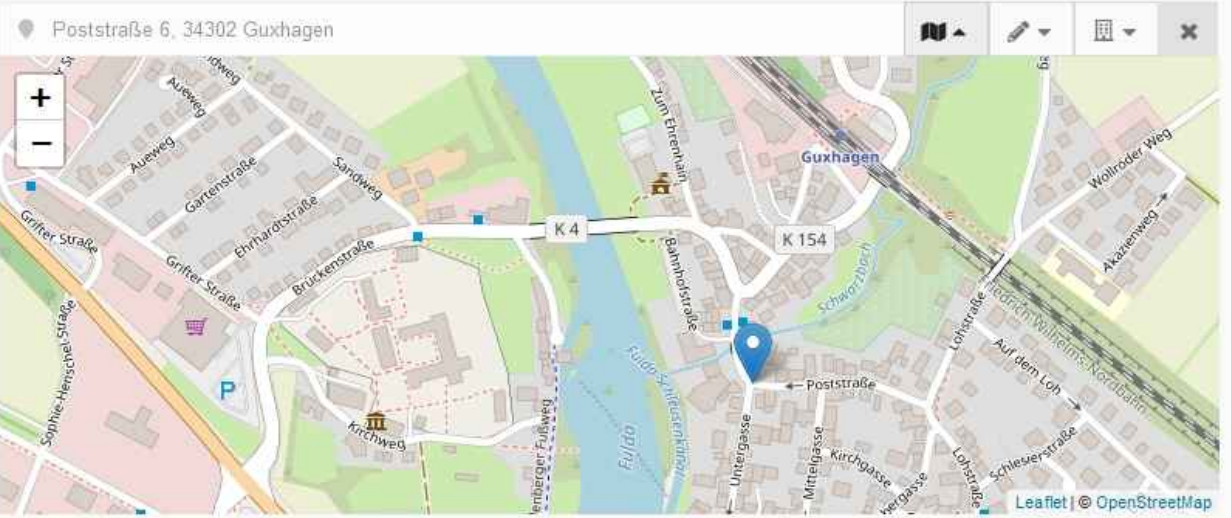 Poststraße 6, 34302 Guxhagen
+
−
Aueweg
Aueweg
Gartenstraße
Ehrhardtstraße
Sandweg
Grifter Straße
Grifter Straße
Brückenstraße
Sophie-Henschel-Straße
P
Kirchweg
K 4
Zum Ehrenhain
Guxhagen
K 154
Bahnhofstraße
Schwarzbach
Fulda-Schleusenkanal
Fulda
Poststraße
Untergasse
Mittelgasse
Kirchgasse
Lohstraße
Lohstraße
Auf dem Loh
Schlesierstraße
Wollröder Weg
Akazienweg
Friedrich-Wilhelms-Nordbahn
Leaflet | © OpenStreetMap